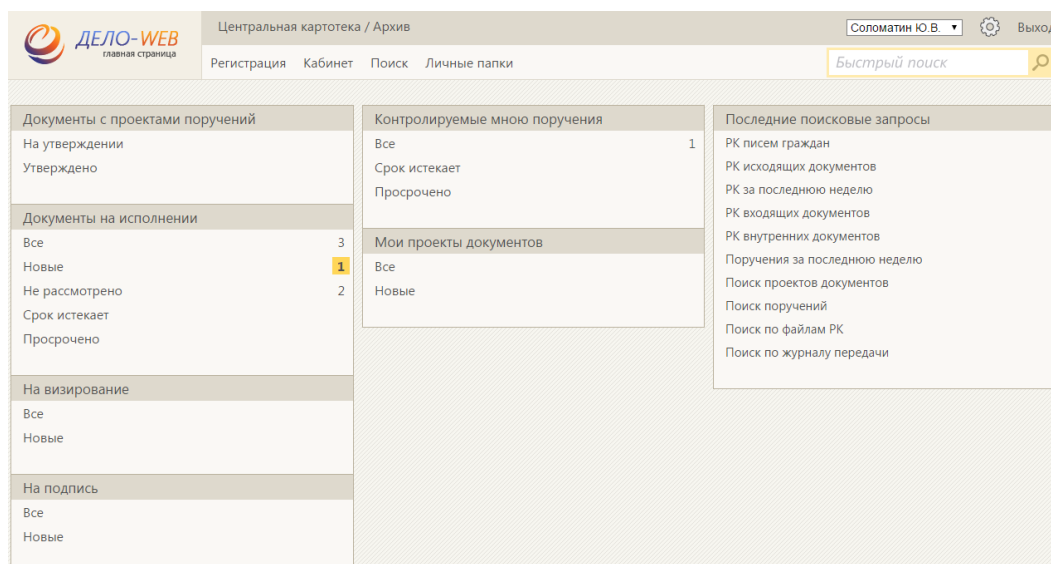 ДЕЛО-WEB
главная страница
Центральная картотека / Архив
Соломатин Ю.В.
Выход
Регистрация Кабинет Поиск Личные папки
Быстрый поиск
Документы с проектами поручений
На утверждении
Утверждено
Документы на исполнении
Все 3
Новые 1
Не рассмотрено 2
Срок истекает
Просрочено
На визирование
Все
Новые
На подпись
Все
Новые
Контролируемые мною поручения
Все 1
Срок истекает
Просрочено
Мои проекты документов
Все
Новые
Последние поисковые запросы
РК писем граждан
РК исходящих документов
РК за последнюю неделю
РК входящих документов
РК внутренних документов
Поручения за последнюю неделю
Поиск проектов документов
Поиск поручений
Поиск по файлам РК
Поиск по журналу передачи